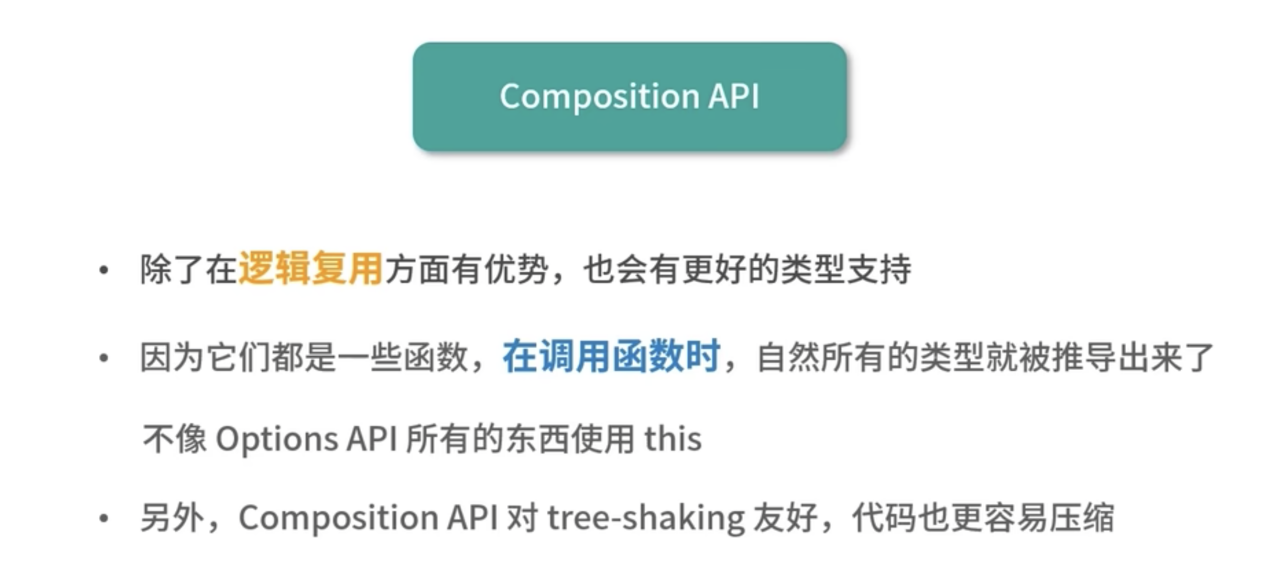 Composition API
• 除了在逻辑复用方面有优势，也会有更好的类型支持
• 因为它们都是一些函数，在调用函数时，自然所有的类型就被推导出来了
不像 Options API 所有的东西使用 this
• 另外，Composition API 对 tree-shaking 友好，代码也更容易压缩